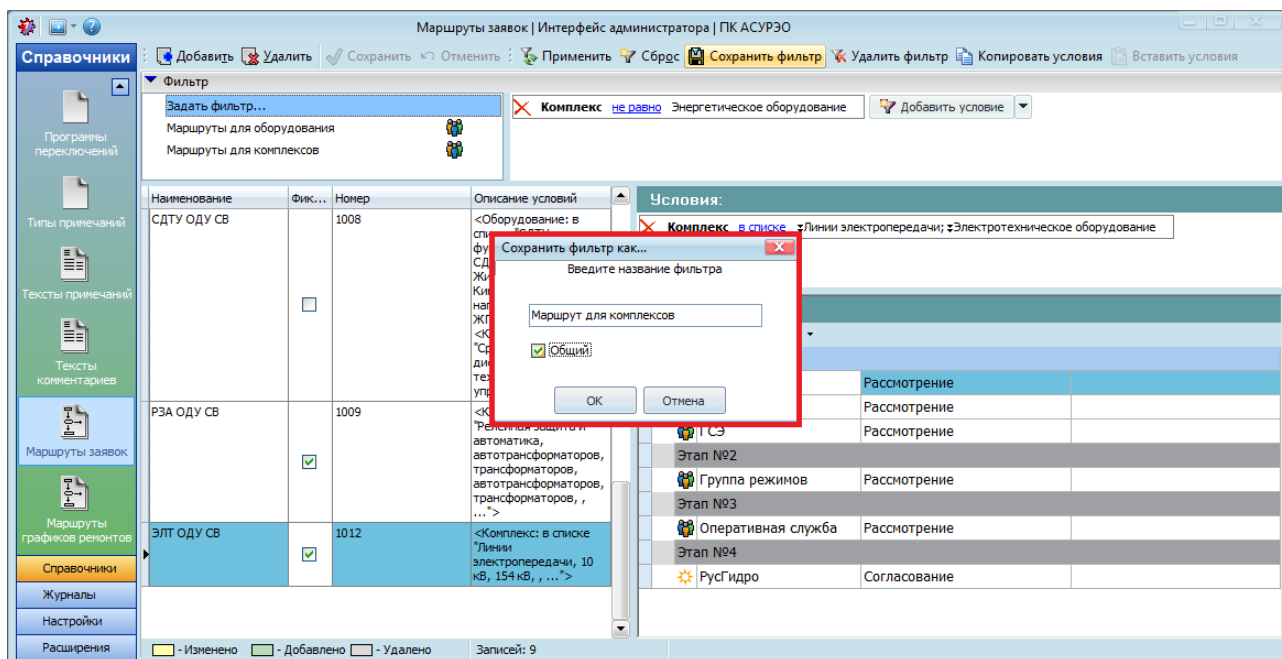 Маршруты заявок | Интерфейс администратора | ПК АСУРЭО
Справочники
Добавить Удалить Сохранить Отменить Применить Сброс Сохранить фильтр Удалить фильтр Копировать условия Вставить условия
Фильтр
Задать фильтр...
Маршруты для оборудования
Маршруты для комплексов
Комплекс не равно Энергетическое оборудование
Добавить условие
Программы
переключений
Типы примечаний
Тексты примечаний
Тексты
комментариев
Маршруты заявок
Маршруты
графиков ремонтов
Справочники
Журналы
Настройки
Расширения
Наименование Фик... Номер Описание условий
СДТУ ОДУ СВ 1008 <Оборудование: в
РЗА ОДУ СВ 1009
автоматика,
автотрансформаторов,
трансформаторов,
автотрансформаторов,
трансформаторов, ,
...">
ЭЛТ ОДУ СВ 1012 <Комплекс: в списке
"Линии
электропередачи, 10
кВ, 154 кВ, , ...">
Условия:
Комплекс в списке Линии электропередачи; Электротехническое оборудование
Сохранить фильтр как...
Введите название фильтра
Маршрут для комплексов
Общий
ОК Отмена
Рассмотрение
Рассмотрение
ГСЭ Рассмотрение
Этап №2
Группа режимов Рассмотрение
Этап №3
Оперативная служба Рассмотрение
Этап №4
РусГидро Согласование
- Изменено - Добавлено - Удалено Записей: 9